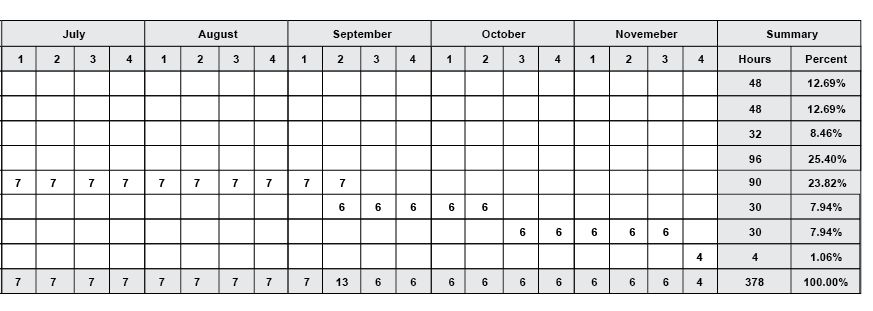 July August September October Novemeber Summary
1 2 3 4 1 2 3 4 1 2 3 4 1 2 3 4 1 2 3 4 Hours Percent
48 12.69%
48 12.69%
32 8.46%
96 25.40%
7 7 7 7 7 7 7 7 7 7 90 23.82%
6 6 6 6 6 30 7.94%
6 6 6 6 6 30 7.94%
4 4 1.06%
7 7 7 7 7 7 7 7 7 13 6 6 6 6 6 6 6 6 6 4 378 100.00%